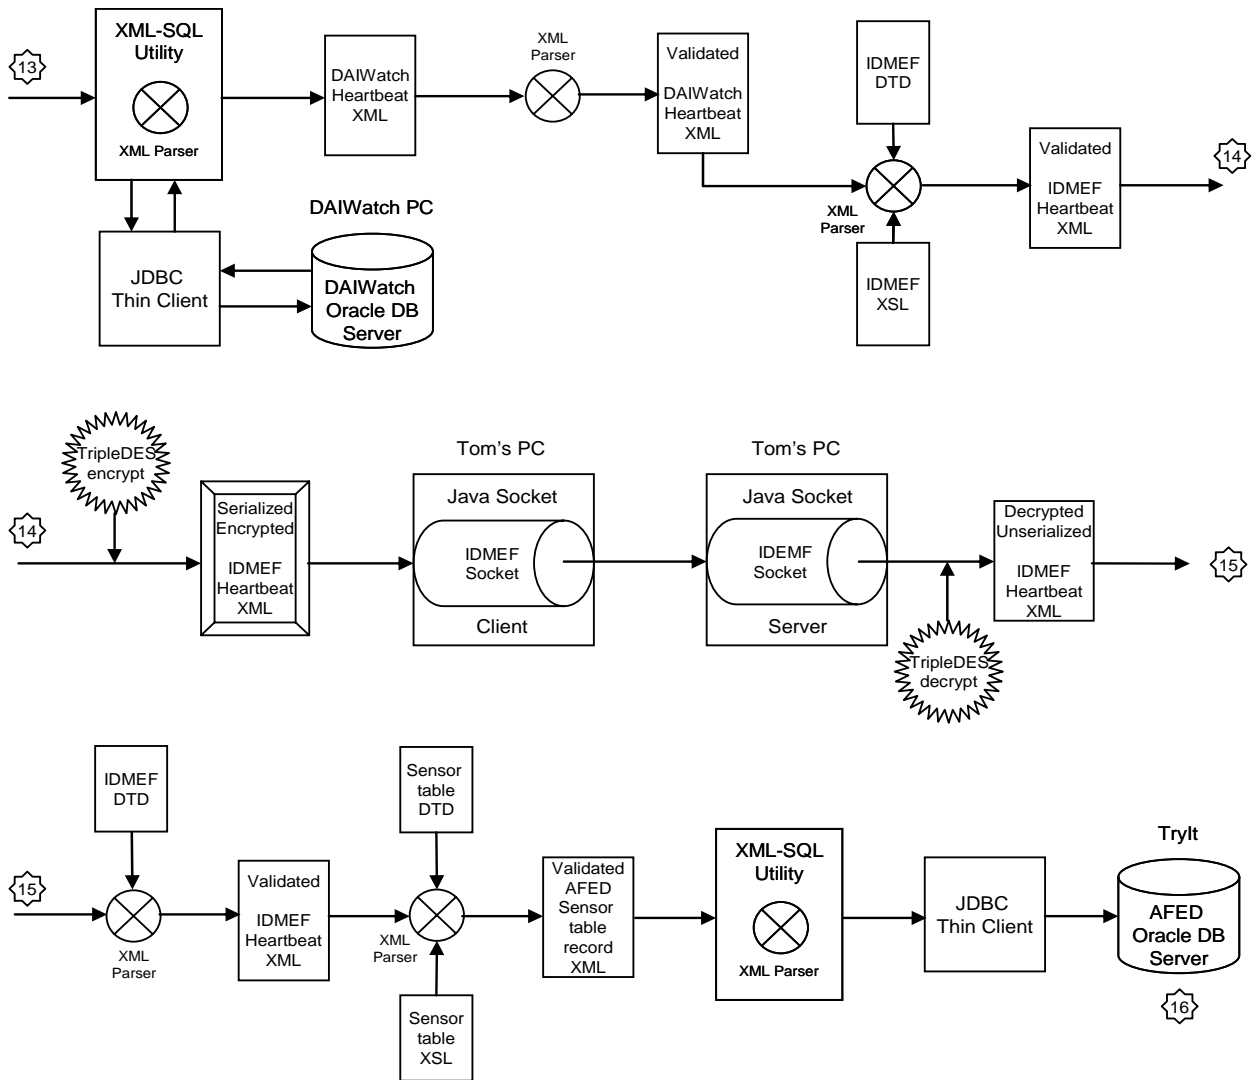 13
XML-SQL
Utility
XML Parser
DAIWatch
Heartbeat
XML
XML
Parser
Validated
DAIWatch
Heartbeat
XML
IDMEF
DTD
XML
Parser
IDMEF
XSL
Validated
IDMEF
Heartbeat
XML
14
JDBC
Thin Client
DAIWatch PC
DAIWatch
Oracle DB
Server
TripleDES
encrypt
14
Serialized
Encrypted
IDMEF
Heartbeat
XML
Tom's PC
Java Socket
IDMEF
Socket
Client
Tom's PC
Java Socket
IDEMF
Socket
Server
TripleDES
decrypt
Decrypted
Unserialized
IDMEF
Heartbeat
XML
15
15
IDMEF
DTD
XML
Parser
Validated
IDMEF
Heartbeat
XML
Sensor
table
DTD
XML
Parser
Sensor
table
XSL
Validated
AFED
Sensor
table
record
XML
XML-SQL
Utility
XML Parser
JDBC
Thin Client
TryIt
AFED
Oracle DB
Server
16